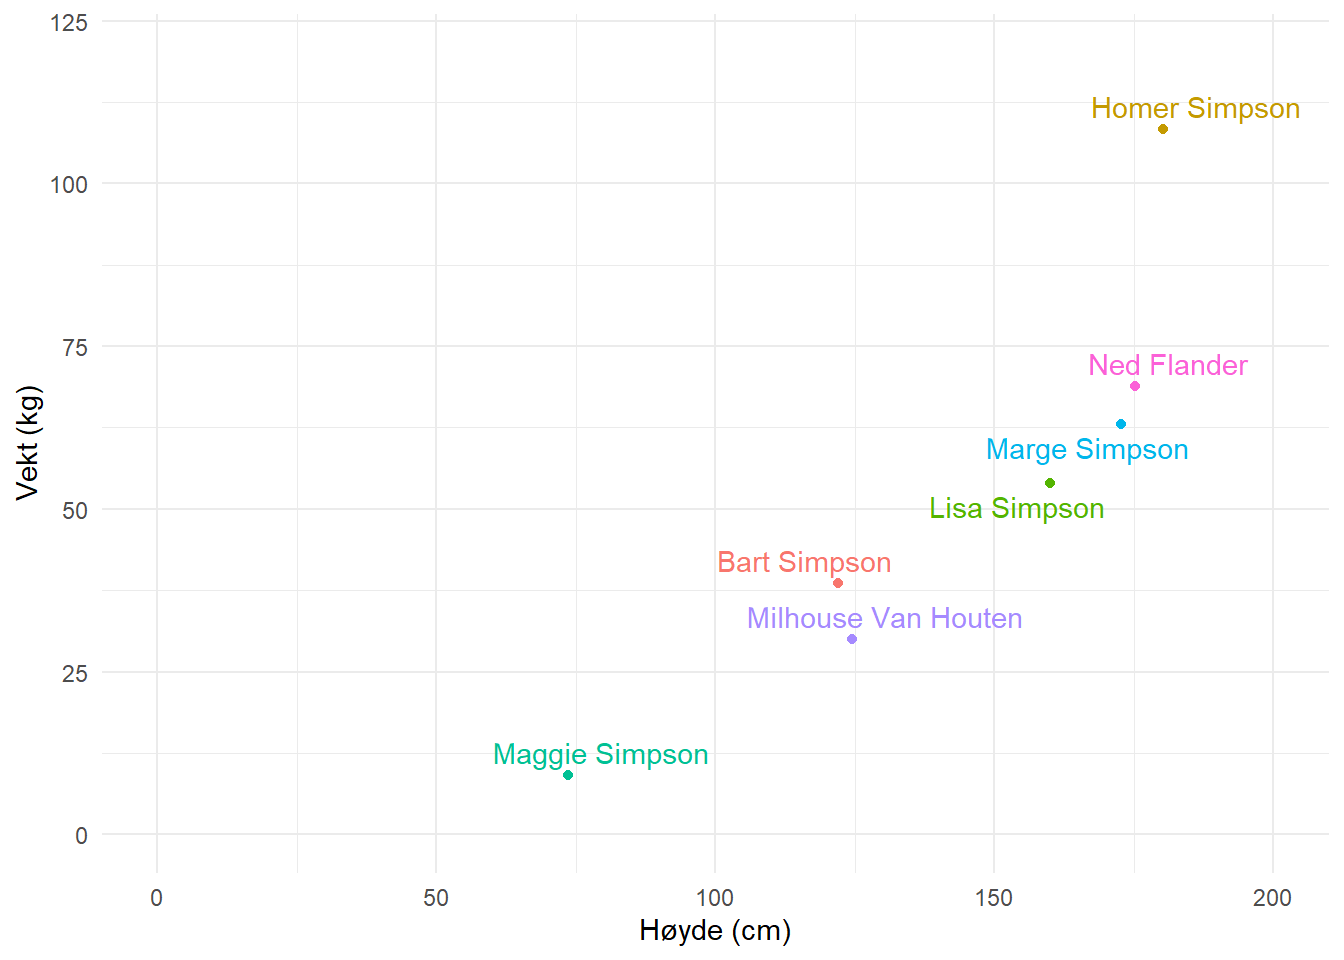 125
Homer Simpson
100
75
Ned Flander
Marge Simpson
Lisa Simpson
50
Bart Simpson
Milhouse Van Houten
25
Maggie Simpson
0
Vekt (kg)
0 50 100 150 200
Høyde (cm)